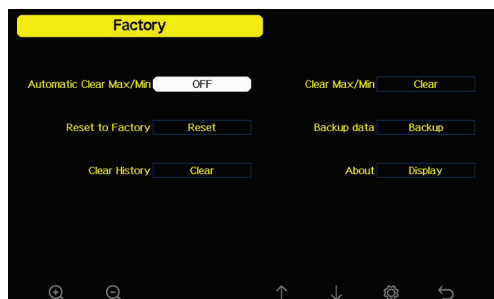 Factory
Automatic Clear Max/Min OFF Clear Max/Min Clear
Reset to Factory Reset Backup data Backup
Clear History Clear About Display